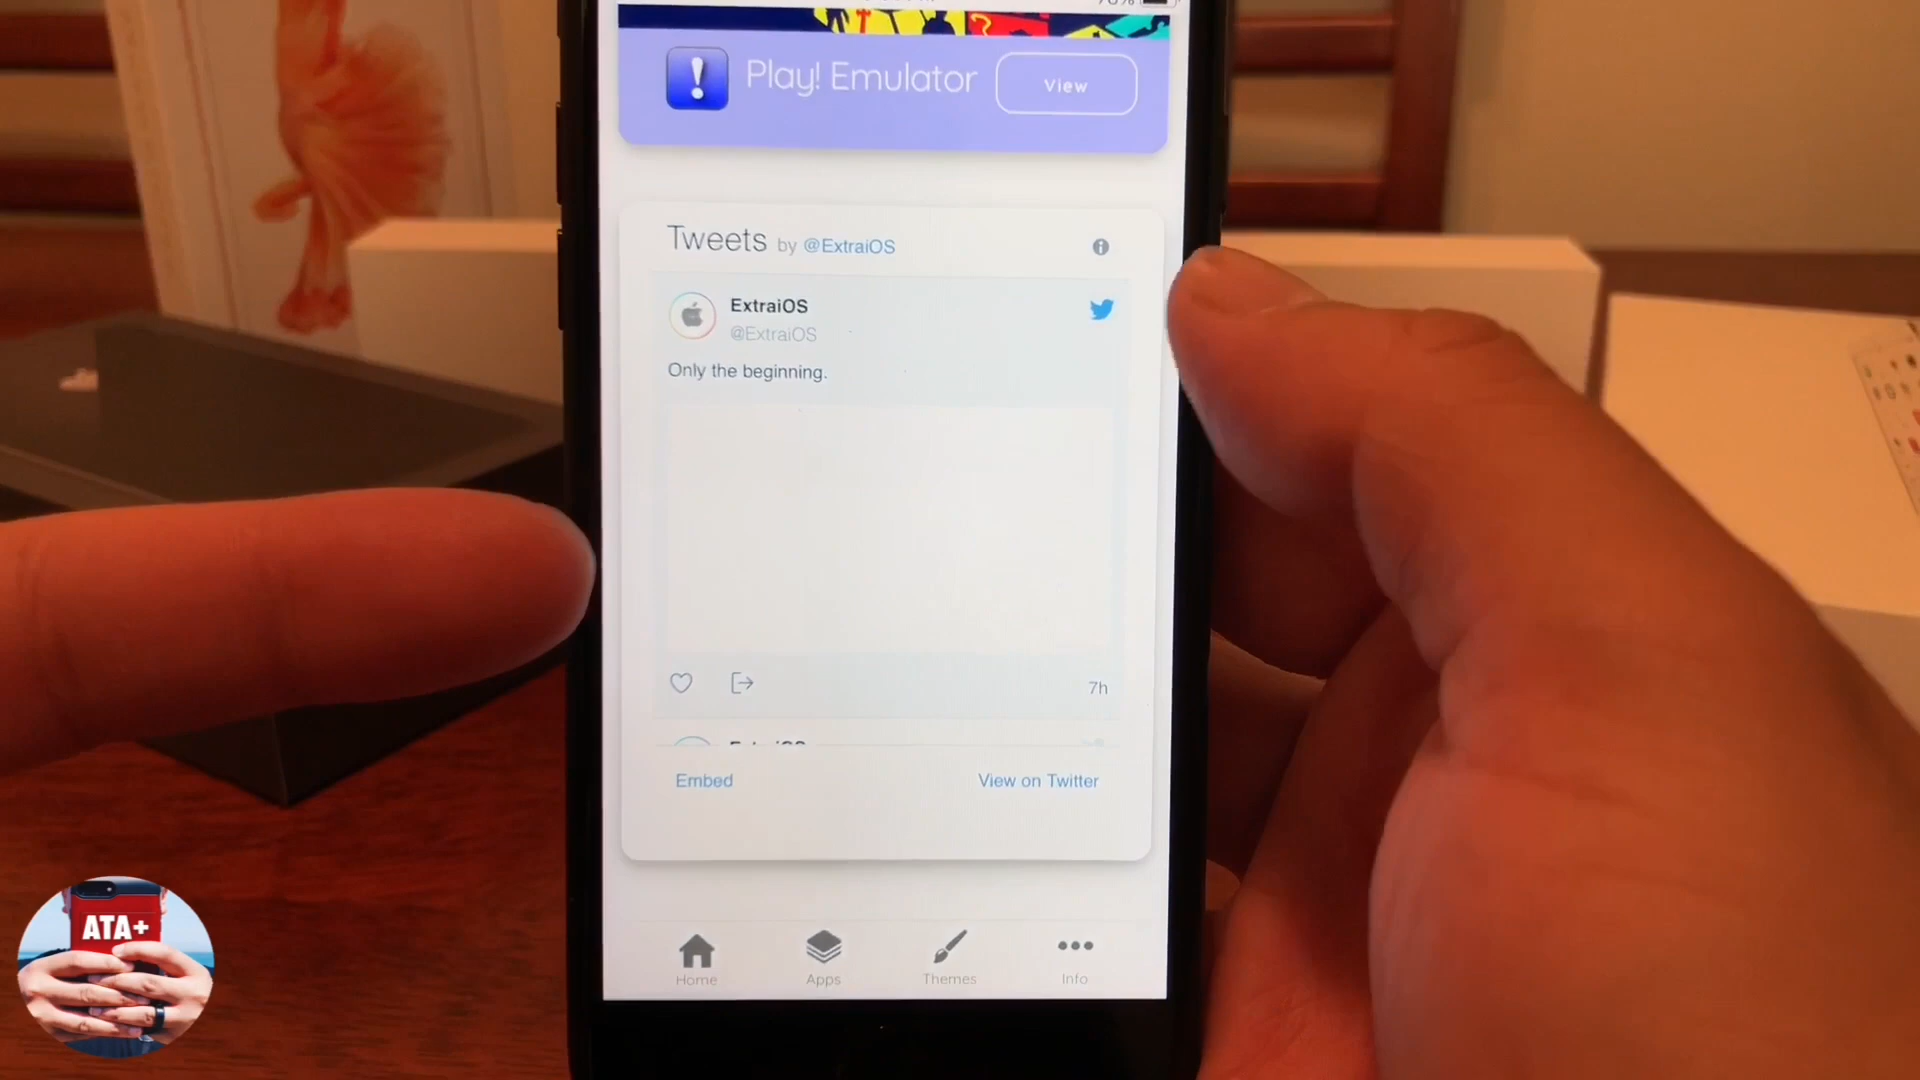 Play! Emulator
View
Tweets by @ExtraiOS
ExtraiOS
@ExtraiOS
Only the beginning.
7h
ExtraiOS
Embed
View on Twitter
Home
Apps
Themes
Info
ATA+